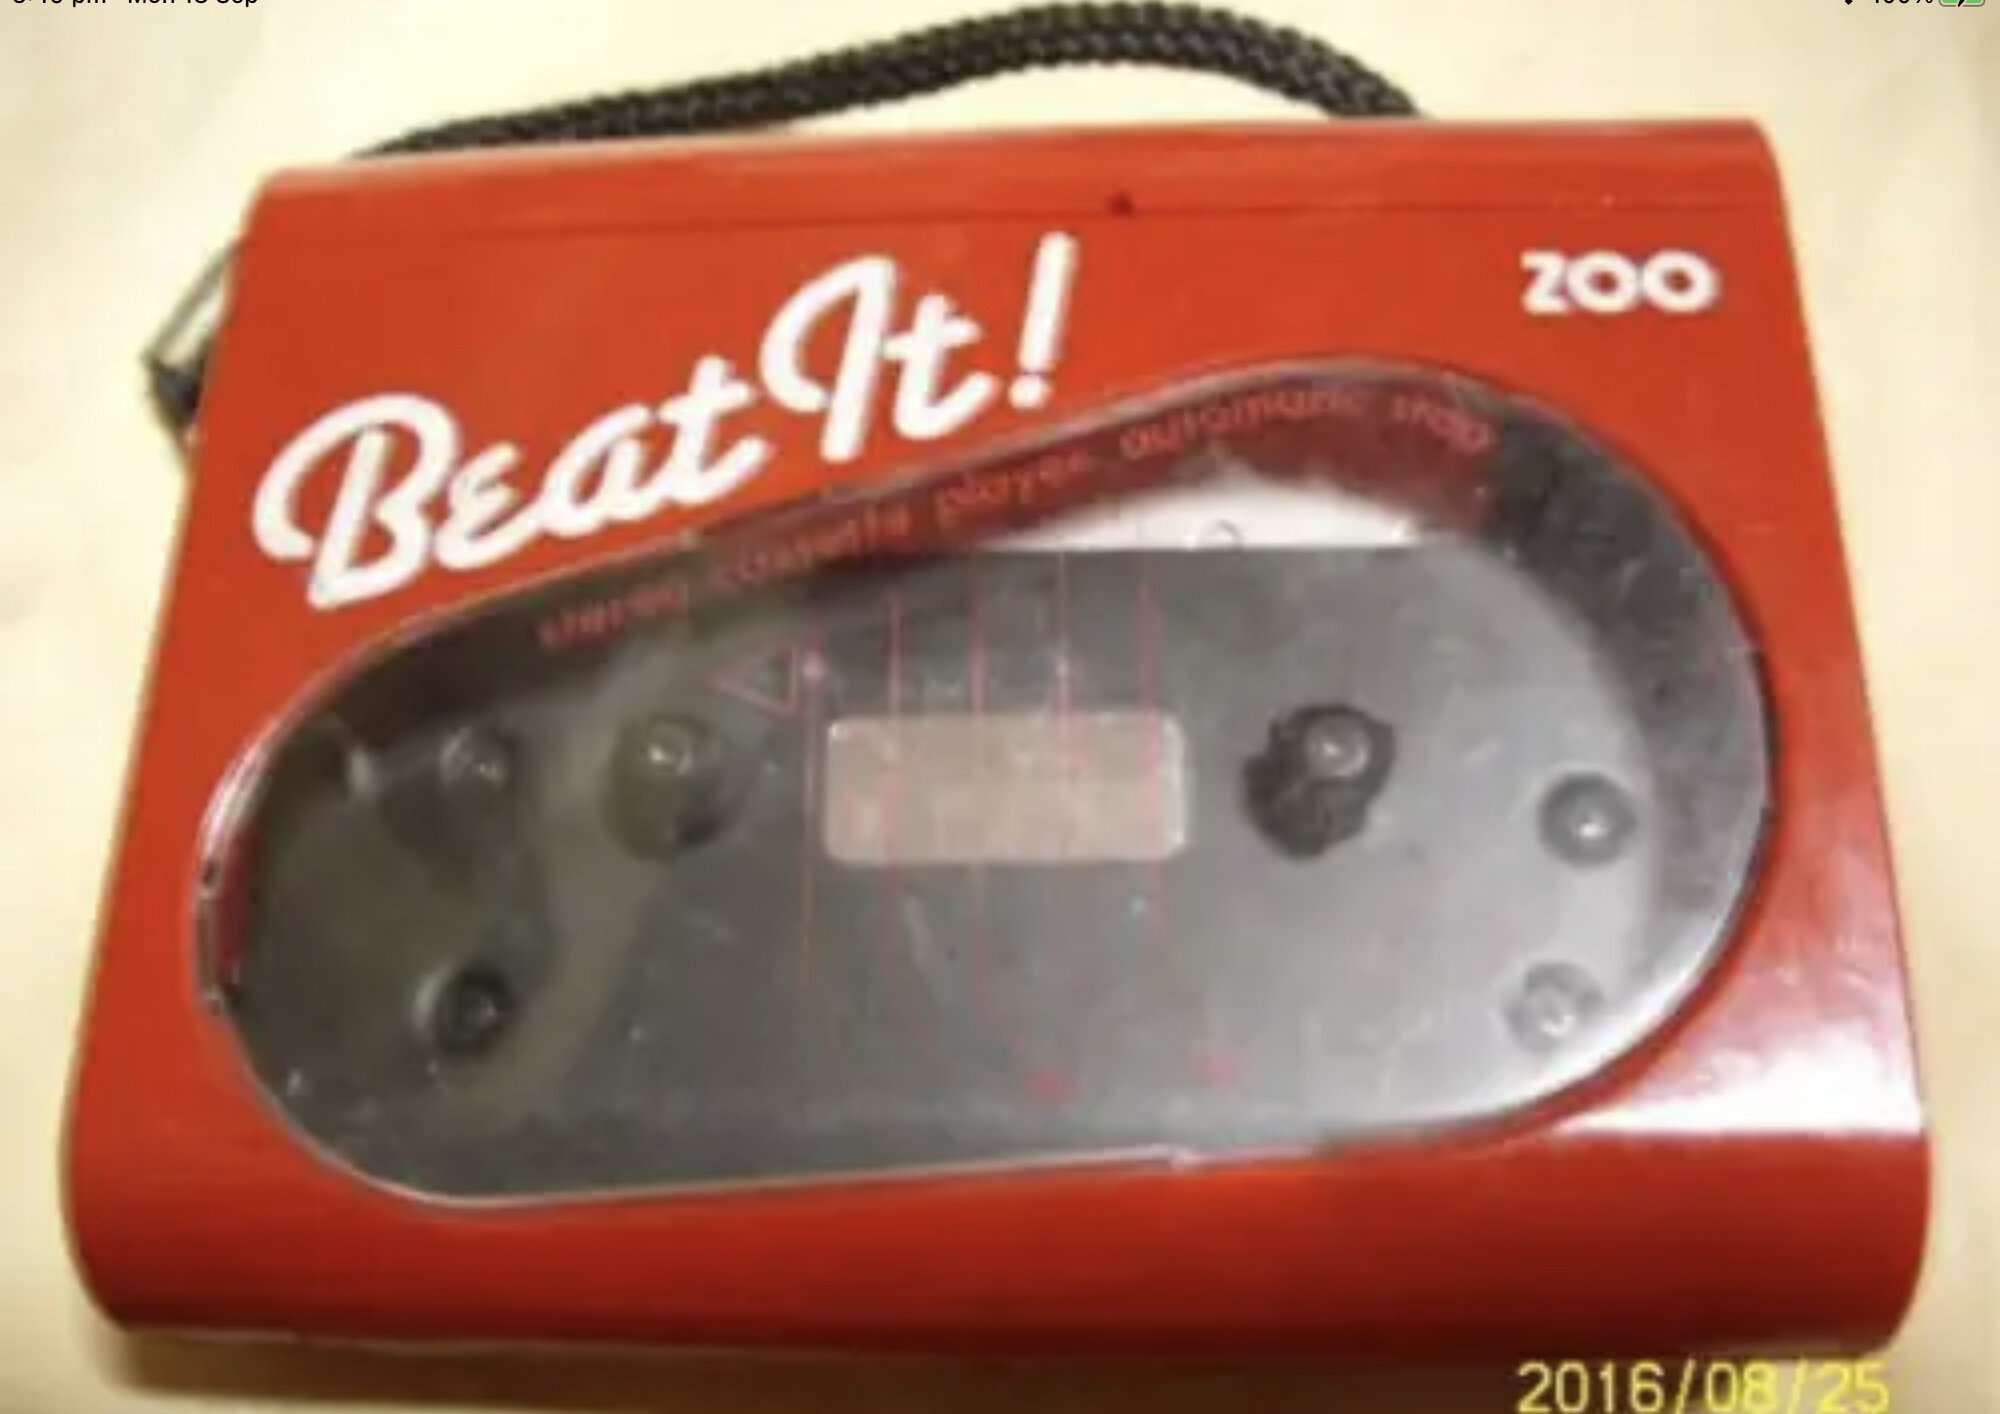 Beat It!
ZOO
stereo cassette player automatic stop
2016/08/25